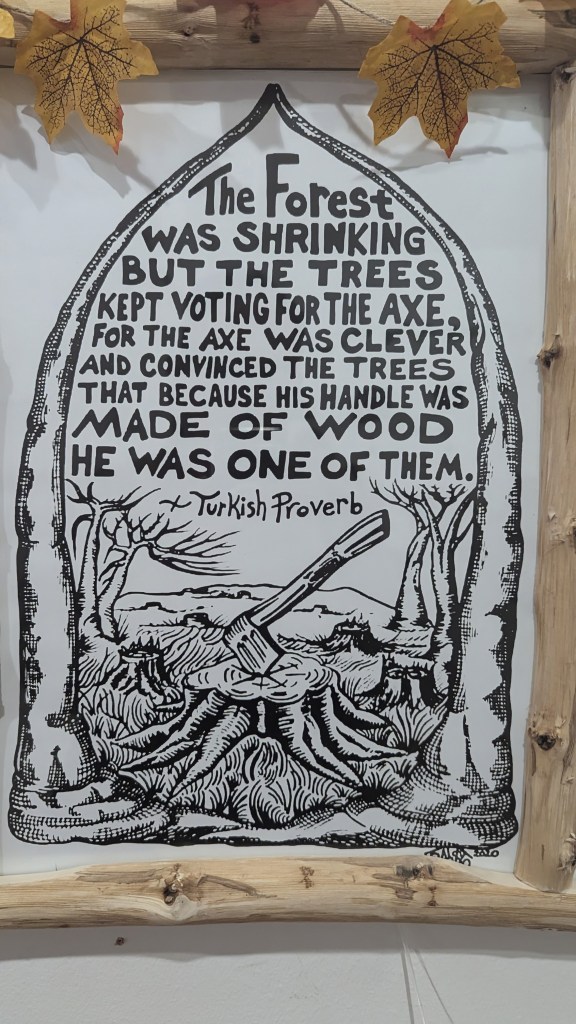 The Forest
WAS SHRINKING
BUT THE TREES
KEPT VOTING FOR THE AXE,
FOR THE AXE WAS CLEVER
AND CONVINCED THE TREES
THAT BECAUSE HIS HANDLE WAS
MADE OF WOOD
HE WAS ONE OF THEM.
~Turkish Proverb